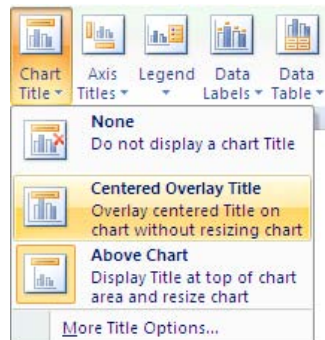 Chart Axis Legend Data Data
Title Titles Labels Table
None
Do not display a chart Title
Centered Overlay Title
Overlay centered Title on
chart without resizing chart
Above Chart
Display Title at top of chart
area and resize chart
More Title Options...